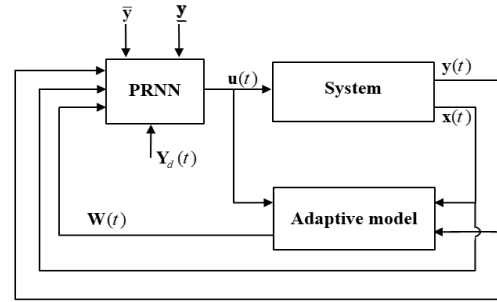 ȳ y̲
PRNN
u(t)
System
y(t)
x(t)
Y_d(t)
W(t)
Adaptive model